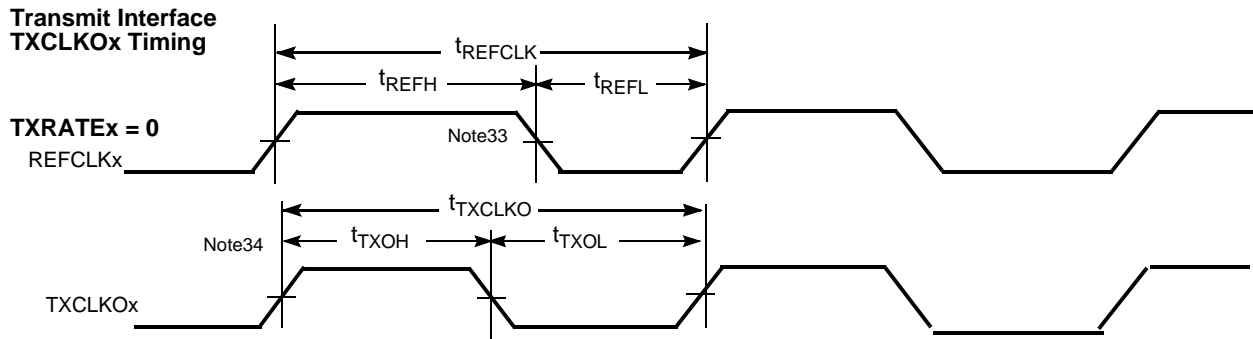 Transmit Interface
TXCLKOx Timing
tREFCLK
tREFH
tREFL
TXRATEx = 0
Note33
REFCLKx
tTXCLKO
Note34
tTXOH
tTXOL
TXCLKOx